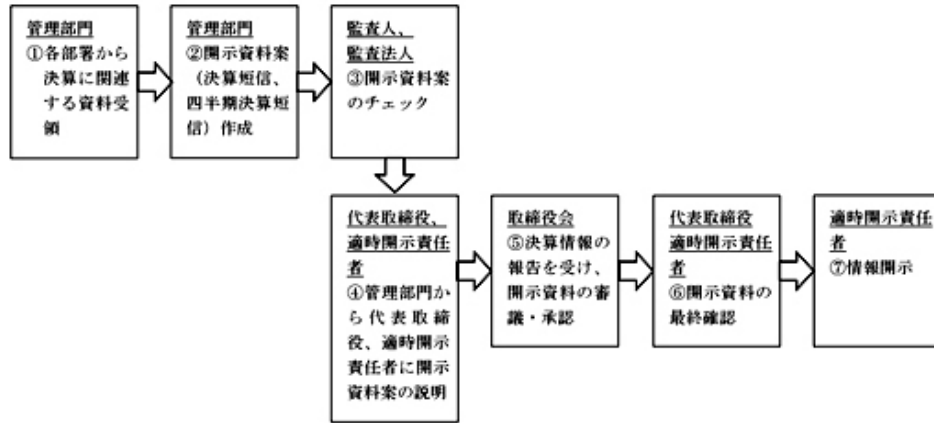 管理部門
①各部署から
決算に関連
する資料受
領
管理部門
②開示資料案
（決算短信、
四半期決算短
信）作成
監査人、
監査法人
③開示資料案
のチェック
代表取締役、
適時開示責任
者
④管理部門か
ら代表取締
役、適時開示
責任者に開示
資料案の説明
取締役会
⑤決算情報の
報告を受け、
開示資料の審
議・承認
代表取締役
適時開示責任
者
⑥開示資料の
最終確認
適時開示責任
者
⑦情報開示